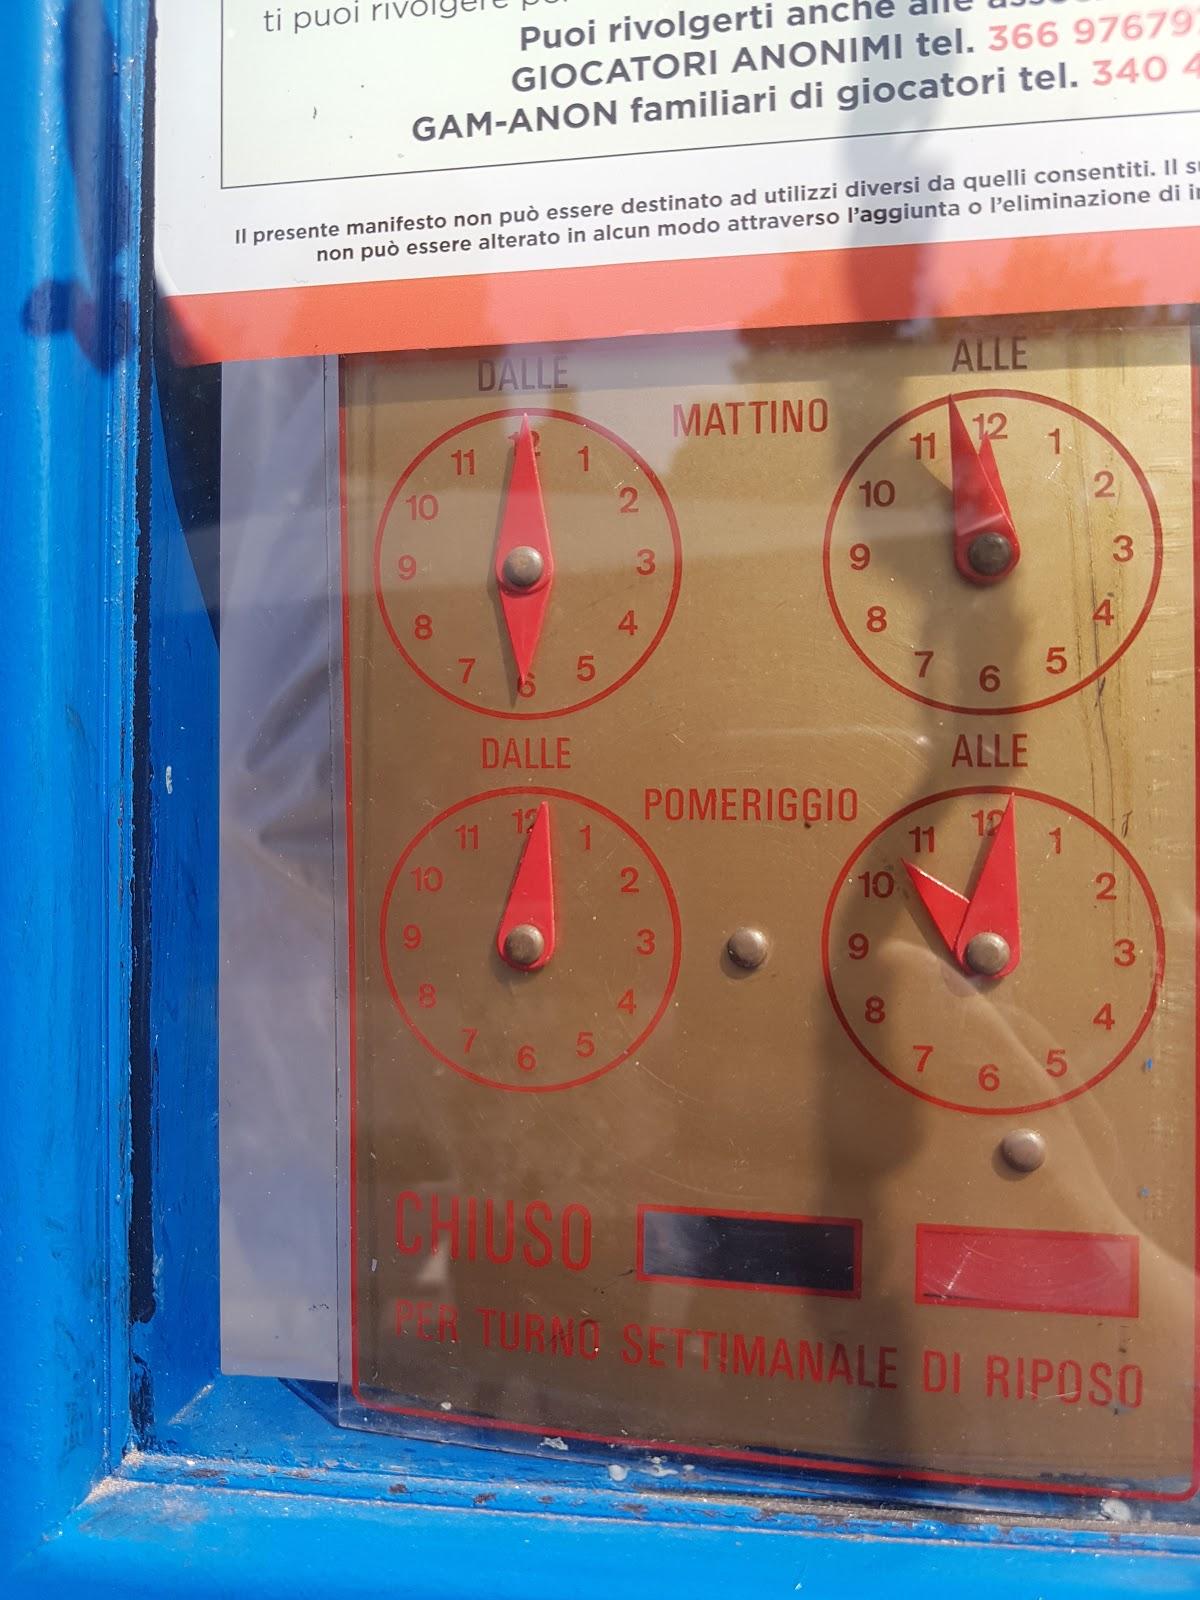 ti puoi rivolgere
Puoi rivolgerti anche alle
GIOCATORI ANONIMI tel. 366 97679
GAM-ANON familiari di giocatori tel. 340 4
Il presente manifesto non può essere destinato ad utilizzi diversi da quelli consentiti. Il
non può essere alterato in alcun modo attraverso l'aggiunta o l'eliminazione di
DALLE ALLE
MATTINO
12 1 2 3 4 5 6 7 8 9 10 11
12 1 2 3 4 5 6 7 8 9 10 11
DALLE ALLE
POMERIGGIO
12 1 2 3 4 5 6 7 8 9 10 11
12 1 2 3 4 5 6 7 8 9 10 11
CHIUSO
PER TURNO SETTIMANALE DI RIPOSO